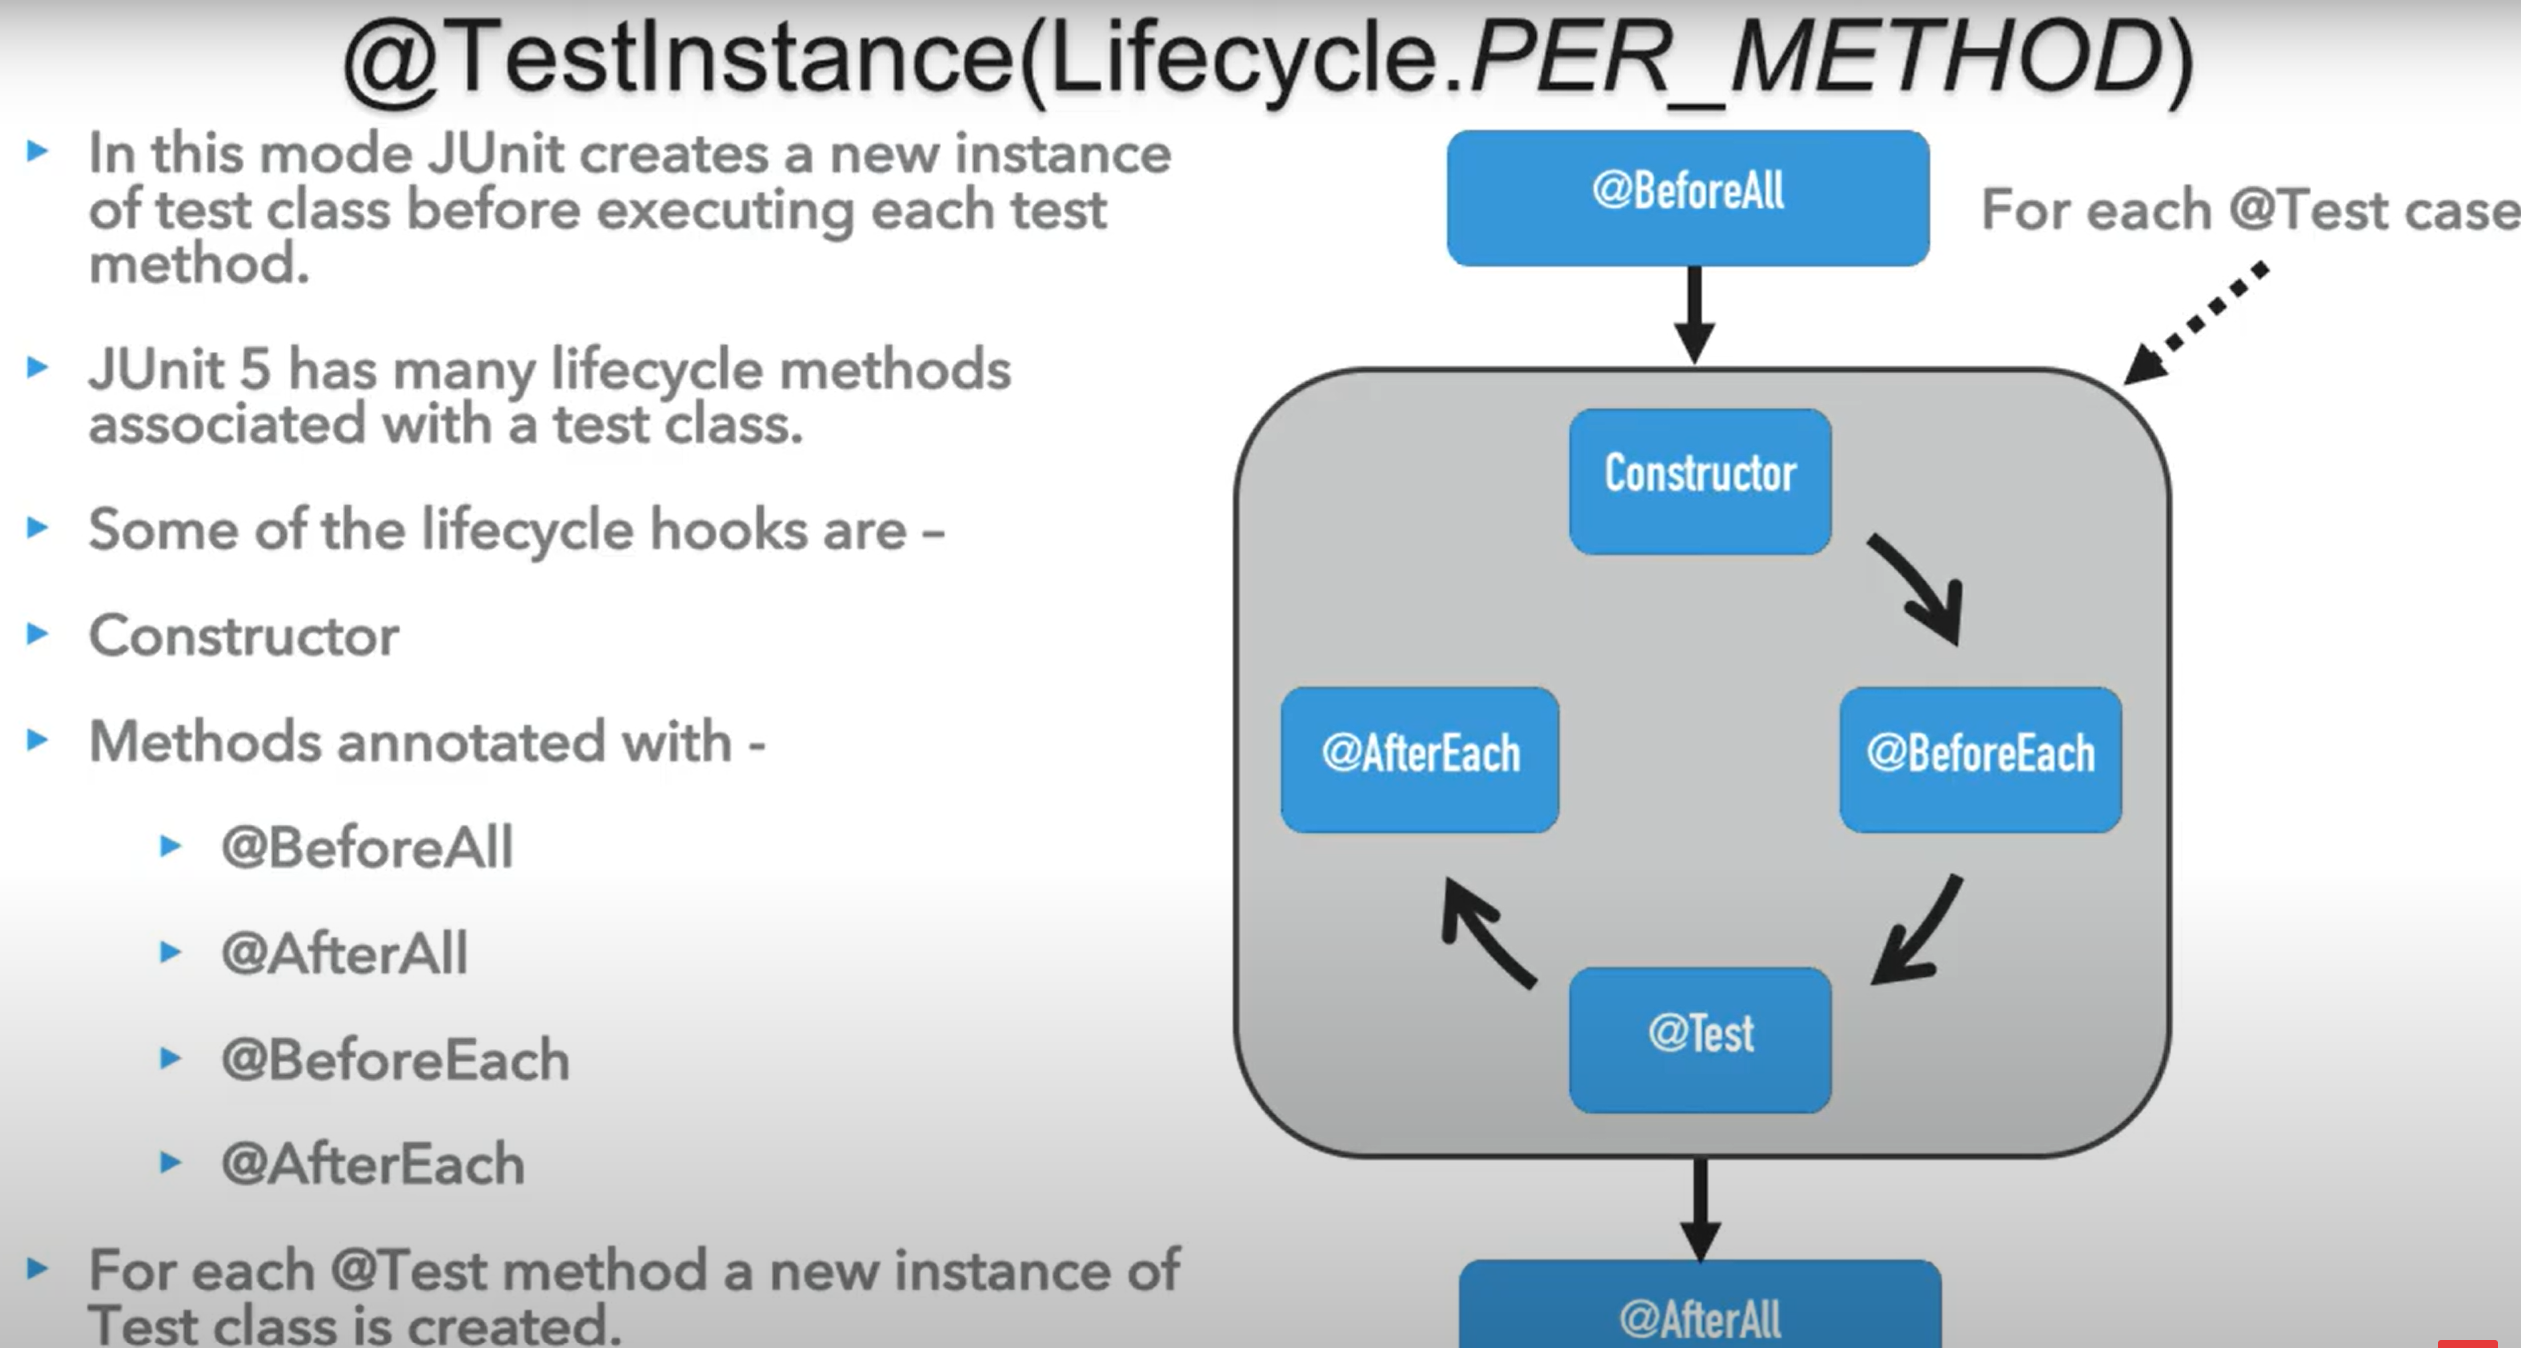 @TestInstance(Lifecycle.PER_METHOD)
In this mode JUnit creates a new instance
of test class before executing each test
method.
JUnit 5 has many lifecycle methods
associated with a test class.
Some of the lifecycle hooks are –
Constructor
Methods annotated with -
@BeforeAll
@AfterAll
@BeforeEach
@AfterEach
For each @Test method a new instance of
Test class is created.
@BeforeAll
For each @Test case
Constructor
@BeforeEach
@Test
@AfterEach
@AfterAll